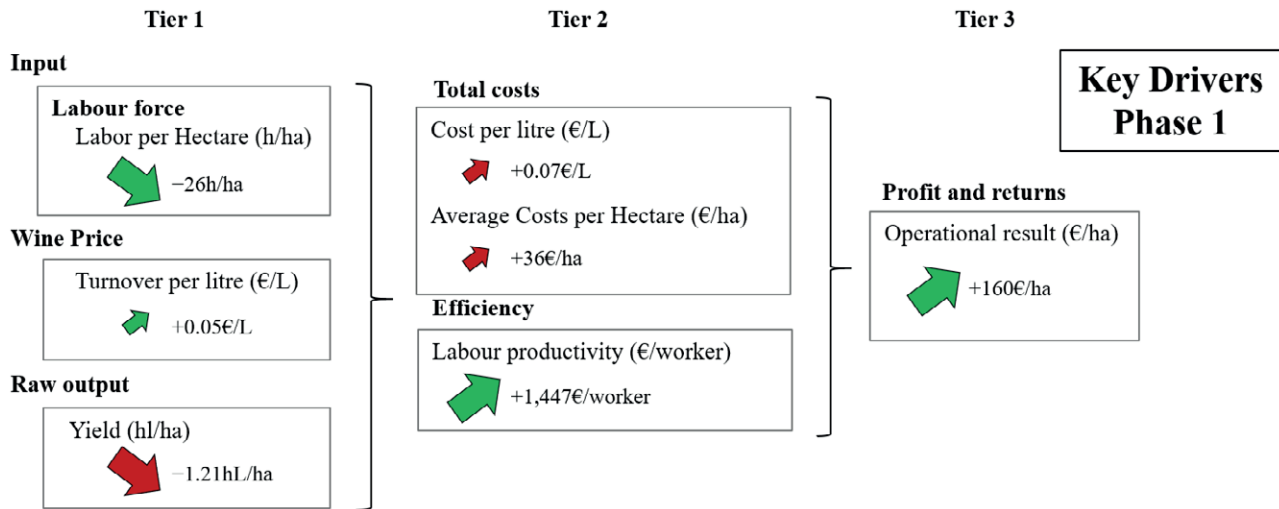 Tier 1
Tier 2
Tier 3
Key Drivers
Phase 1
Input
Labour force
Labor per Hectare (h/ha)
−26h/ha
Wine Price
Turnover per litre (€/L)
+0.05€/L
Raw output
Yield (hl/ha)
−1.21hL/ha
Total costs
Cost per litre (€/L)
+0.07€/L
Average Costs per Hectare (€/ha)
+36€/ha
Efficiency
Labour productivity (€/worker)
+1,447€/worker
Profit and returns
Operational result (€/ha)
+160€/ha